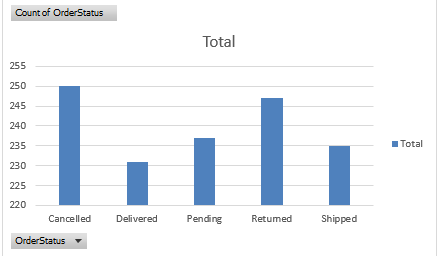 Count of OrderStatus
Total
255
250
245
240
235
230
225
220
Total
Cancelled Delivered Pending Returned Shipped
OrderStatus